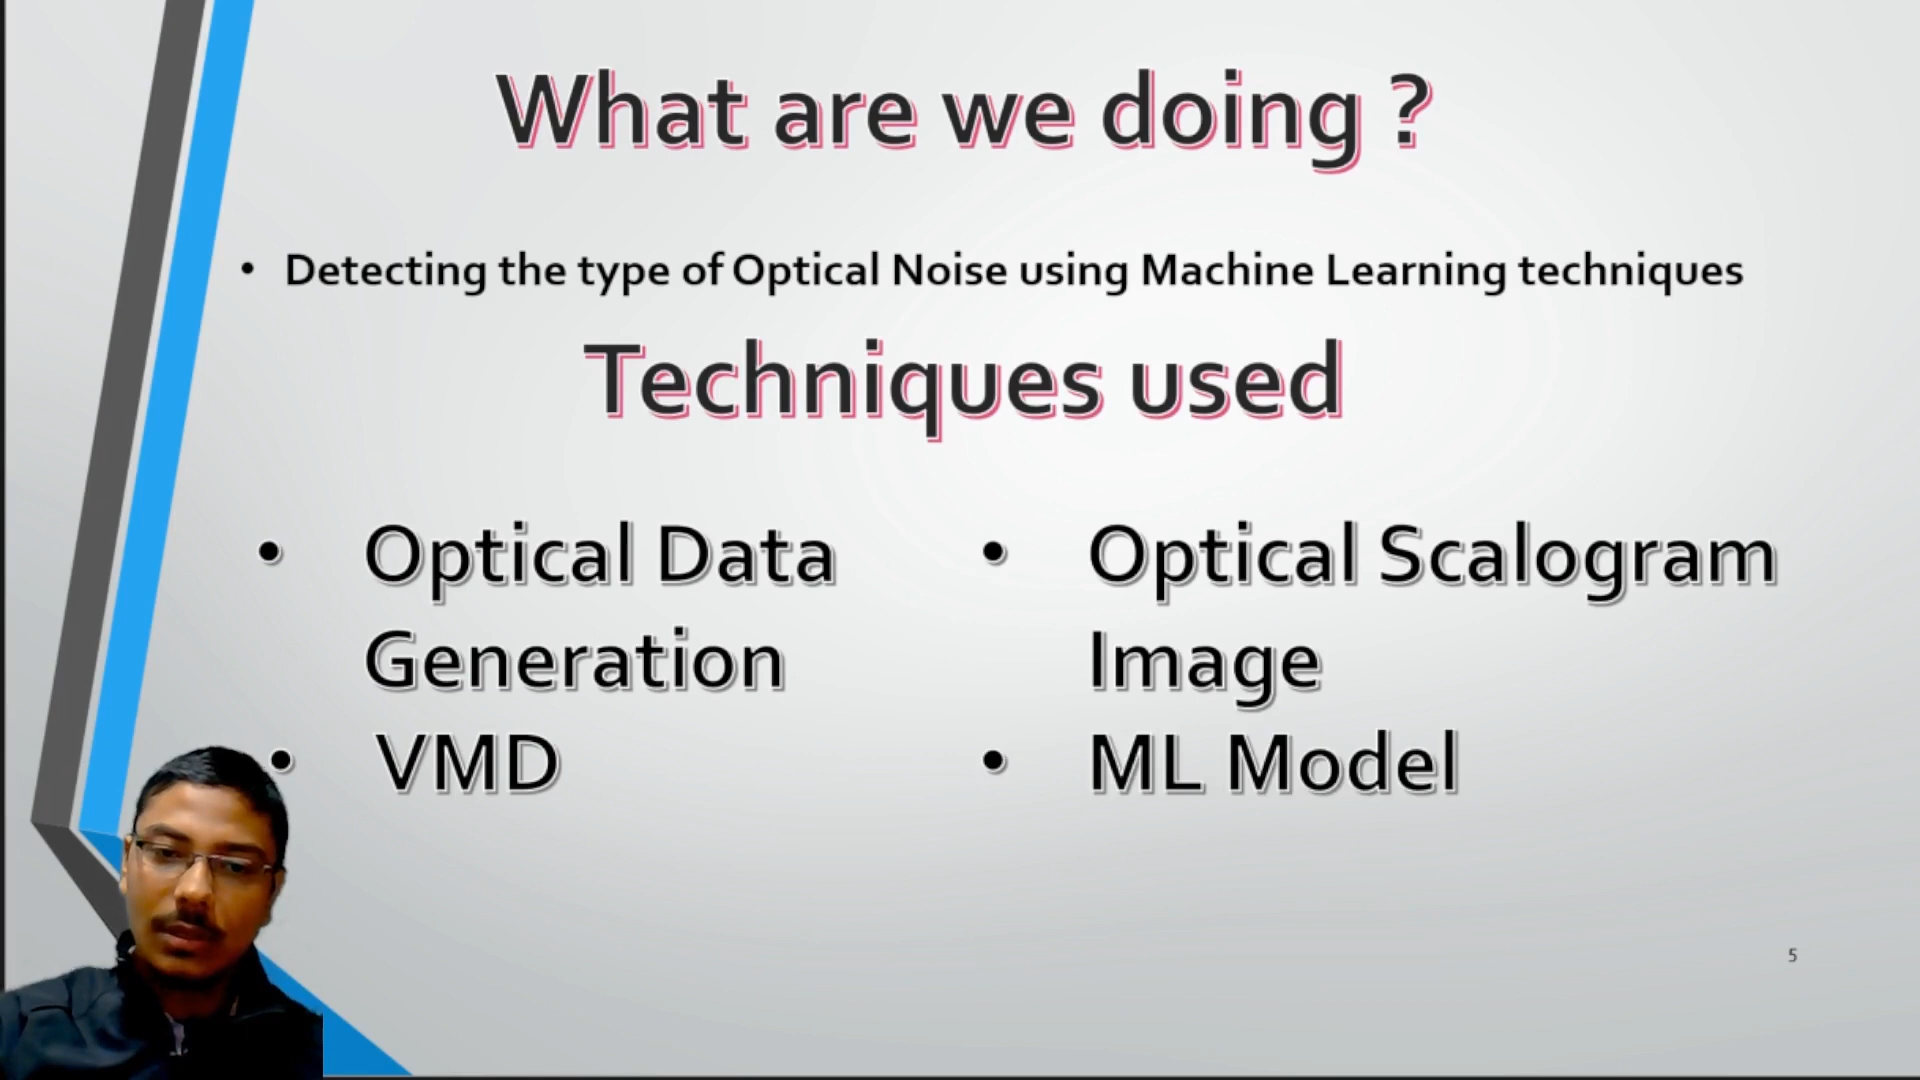 What are we doing ?
• Detecting the type of Optical Noise using Machine Learning techniques
Techniques used
• Optical Data
Generation
• VMD
• Optical Scalogram
Image
• ML Model
5